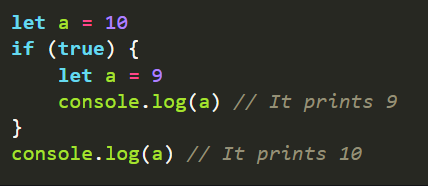 let a = 10
if (true) {
    let a = 9
    console.log(a) // It prints 9
}
console.log(a) // It prints 10